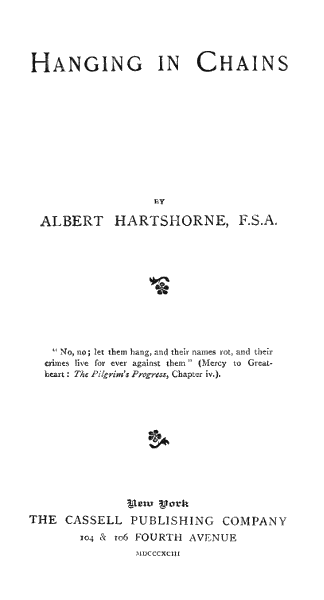 HANGING IN CHAINS
BY
ALBERT HARTSHORNE, F.S.A.
"No, no; let them hang, and their names rot, and their
crimes live for ever against them" (Mercy to Great-
heart: The Pilgrim's Progress, Chapter iv.).
New York
THE CASSELL PUBLISHING COMPANY
104 & 106 FOURTH AVENUE
MDCCCXCIII